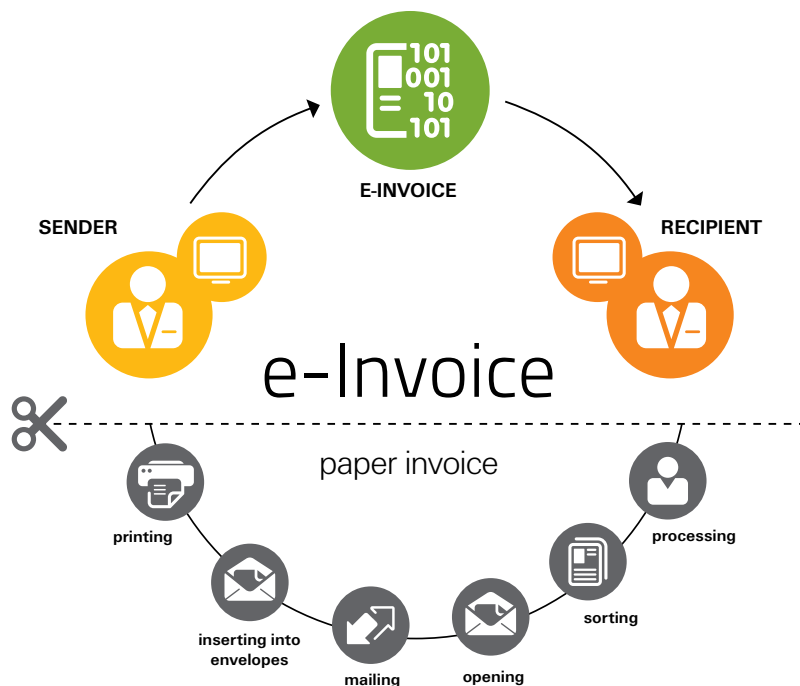 101
001
10
101
E-INVOICE
SENDER
RECIPIENT
e-Invoice
paper invoice
printing
processing
inserting into
envelopes
sorting
mailing
opening